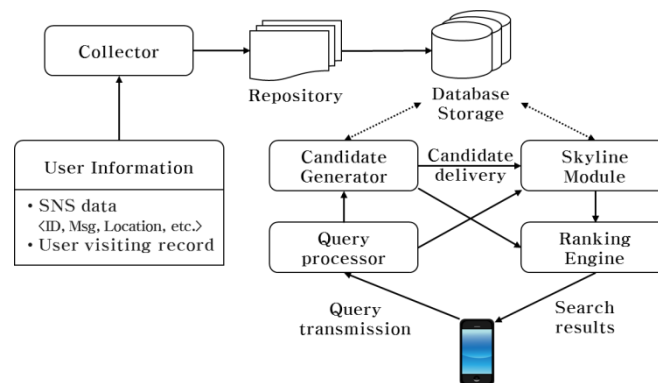 Collector
Repository
Database
Storage
User Information
• SNS data
<ID, Msg, Location, etc.>
• User visiting record
Candidate
Generator
Candidate
delivery
Skyline
Module
Query
processor
Ranking
Engine
Query
transmission
Search
results